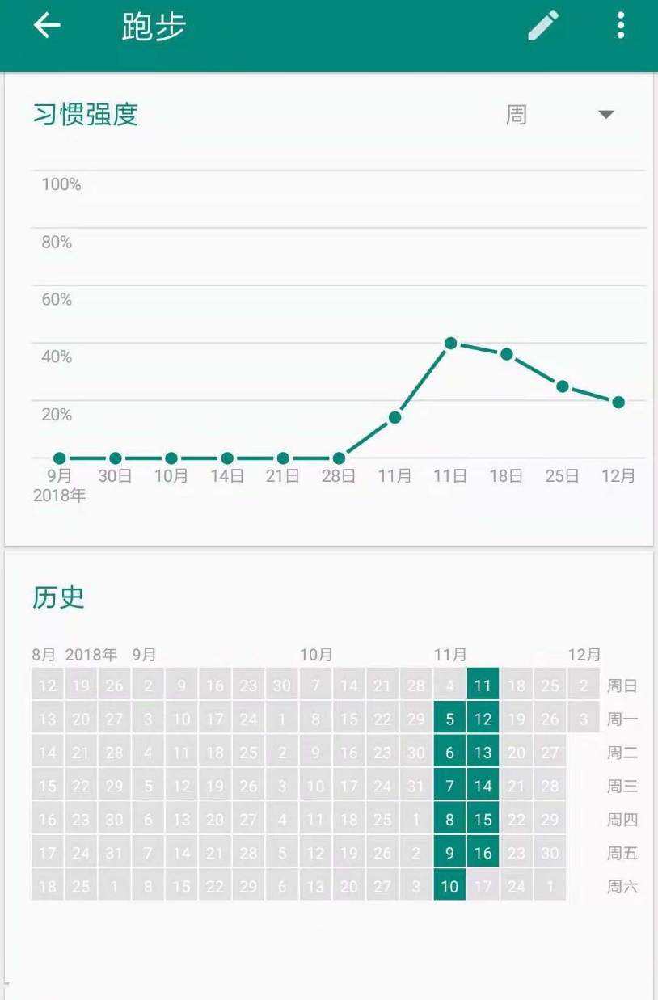 跑步
习惯强度 周
100%
80%
60%
40%
20%
9月 30日 10月 14日 21日 28日 11月 11日 18日 25日 12月
2018年
历史
8月 2018年 9月 10月 11月 12月
12 19 26 2 9 16 23 30 7 14 21 28 4 11 18 25 2 周日
13 20 27 3 10 17 24 1 8 15 22 29 5 12 19 26 3 周一
14 21 28 4 11 18 25 2 9 16 23 30 6 13 20 27 周二
15 22 29 5 12 19 26 3 10 17 24 31 7 14 21 28 周三
16 23 30 6 13 20 27 4 11 18 25 1 8 15 22 29 周四
17 24 31 7 14 21 28 5 12 19 26 2 9 16 23 30 周五
18 25 1 8 15 22 29 6 13 20 27 3 10 17 24 1 周六